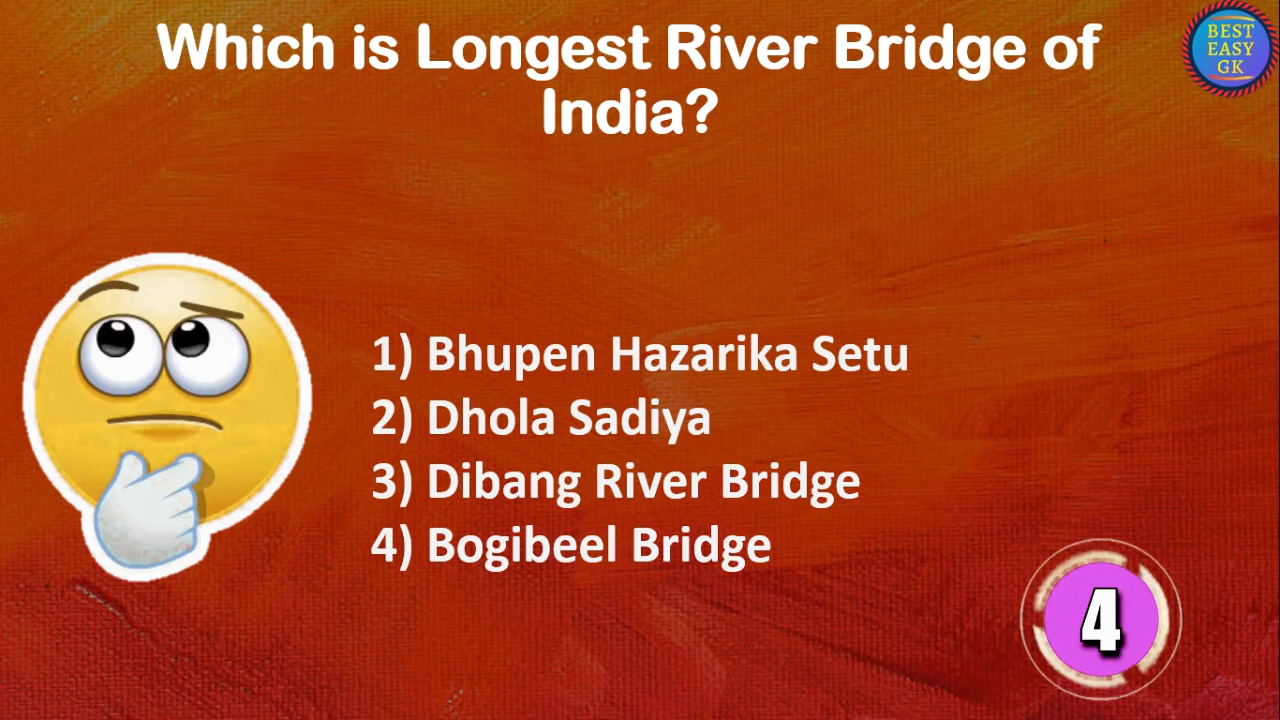 Which is Longest River Bridge of
India?
BEST
EASY
GK
1) Bhupen Hazarika Setu
2) Dhola Sadiya
3) Dibang River Bridge
4) Bogibeel Bridge
4